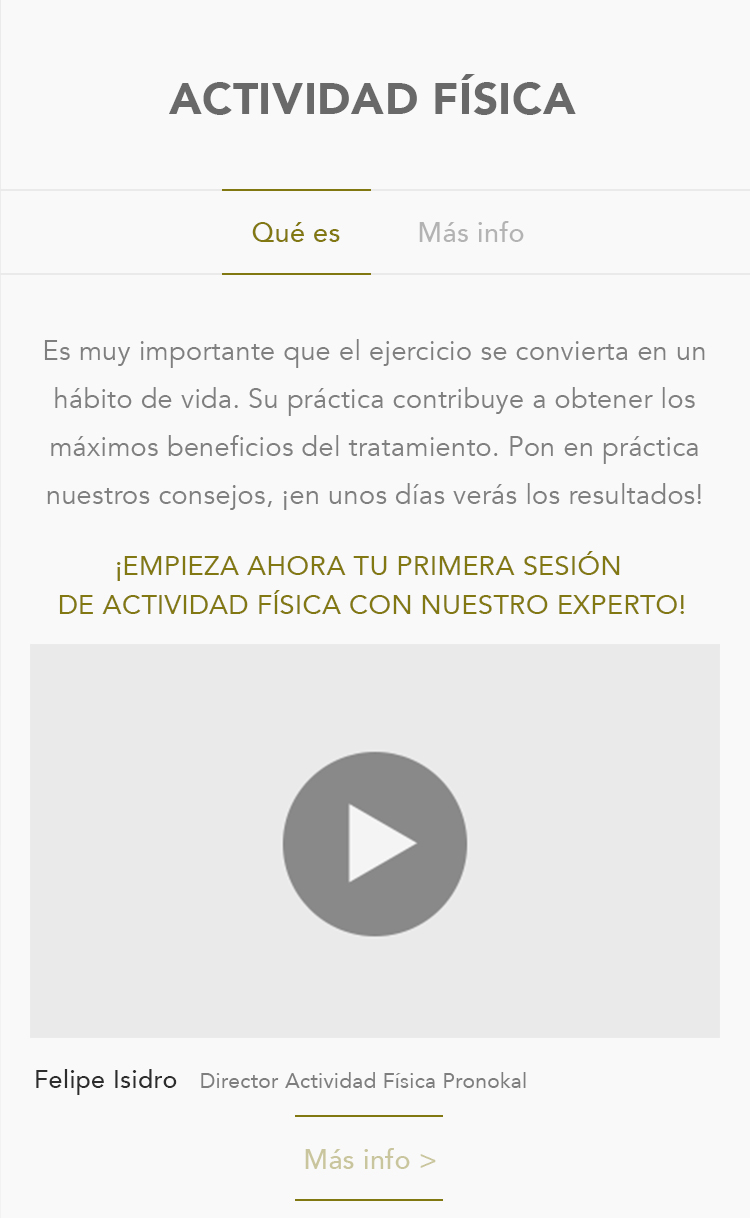 ACTIVIDAD FÍSICA
Qué es Más info
Es muy importante que el ejercicio se convierta en un
hábito de vida. Su práctica contribuye a obtener los
máximos beneficios del tratamiento. Pon en práctica
nuestros consejos, ¡en unos días verás los resultados!
¡EMPIEZA AHORA TU PRIMERA SESIÓN
DE ACTIVIDAD FÍSICA CON NUESTRO EXPERTO!
Felipe Isidro Director Actividad Física Pronokal
Más info >